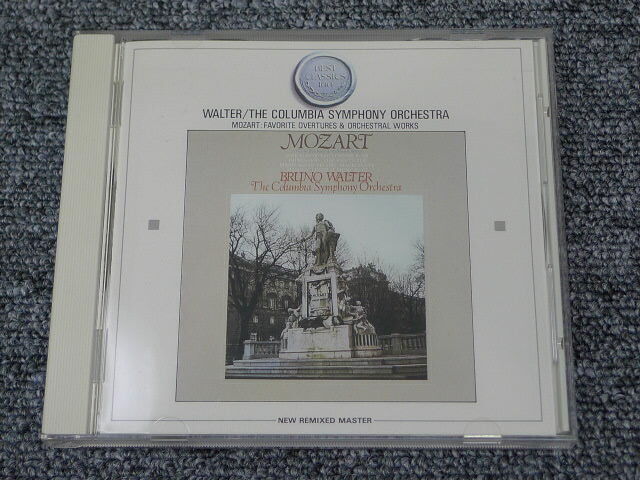 BEST
CLASSICS
100
WALTER/THE COLUMBIA SYMPHONY ORCHESTRA
MOZART: FAVORITE OVERTURES & ORCHESTRAL WORKS
MOZART
BRUNO WALTER
The Columbia Symphony Orchestra
NEW REMIXED MASTER